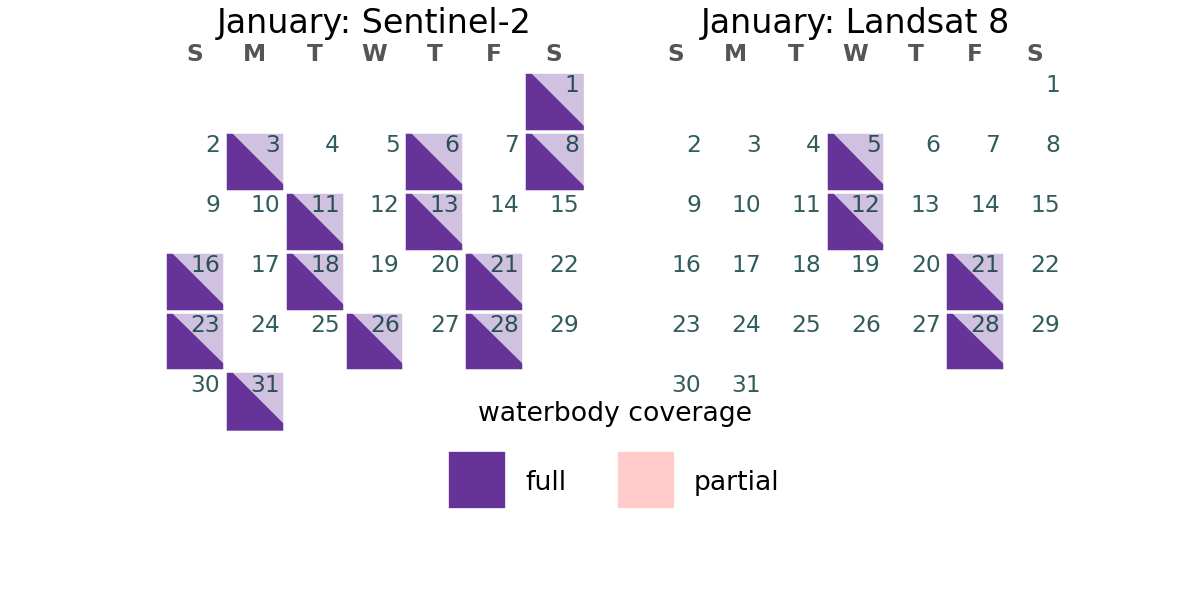 January: Sentinel-2
S M T W T F S
1
2 3 4 5 6 7 8
9 10 11 12 13 14 15
16 17 18 19 20 21 22
23 24 25 26 27 28 29
30 31
January: Landsat 8
S M T W T F S
1
2 3 4 5 6 7 8
9 10 11 12 13 14 15
16 17 18 19 20 21 22
23 24 25 26 27 28 29
30 31
waterbody coverage
full partial